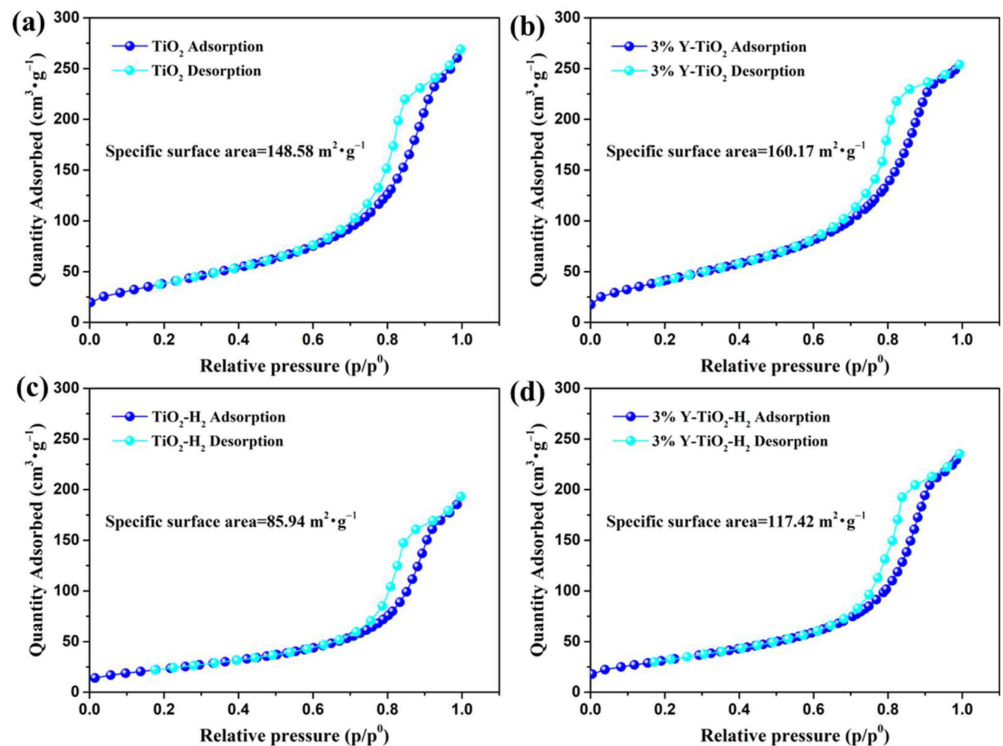 (a)
300
250
200
150
100
50
0
Quantity Adsorbed (cm³•g⁻¹)
TiO₂ Adsorption
TiO₂ Desorption
Specific surface area=148.58 m²•g⁻¹
0.0 0.2 0.4 0.6 0.8 1.0
Relative pressure (p/p⁰)
(b)
300
250
200
150
100
50
0
Quantity Adsorbed (cm³•g⁻¹)
3% Y-TiO₂ Adsorption
3% Y-TiO₂ Desorption
Specific surface area=160.17 m²•g⁻¹
0.0 0.2 0.4 0.6 0.8 1.0
Relative pressure (p/p⁰)
(c)
300
250
200
150
100
50
0
Quantity Adsorbed (cm³•g⁻¹)
TiO₂-H₂ Adsorption
TiO₂-H₂ Desorption
Specific surface area=85.94 m²•g⁻¹
0.0 0.2 0.4 0.6 0.8 1.0
Relative pressure (p/p⁰)
(d)
300
250
200
150
100
50
0
Quantity Adsorbed (cm³•g⁻¹)
3% Y-TiO₂-H₂ Adsorption
3% Y-TiO₂-H₂ Desorption
Specific surface area=117.42 m²•g⁻¹
0.0 0.2 0.4 0.6 0.8 1.0
Relative pressure (p/p⁰)